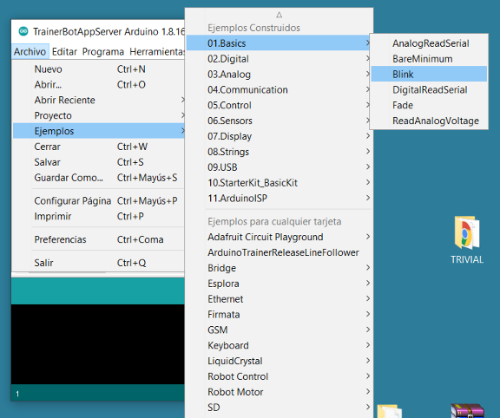 TrainerBotAppServer Arduino 1.8.16
Archivo Editar Programa Herramientas
Nuevo Ctrl+N
Abrir... Ctrl+O
Abrir Reciente
Proyecto
Ejemplos
Cerrar Ctrl+W
Salvar Ctrl+S
Guardar Como... Ctrl+Mayús+S
Configurar Página Ctrl+Mayús+P
Imprimir Ctrl+P
Preferencias Ctrl+Coma
Salir Ctrl+Q
1
Ejemplos Construidos
01.Basics
02.Digital
03.Analog
04.Communication
05.Control
06.Sensors
07.Display
08.Strings
09.USB
10.StarterKit_BasicKit
11.ArduinoISP
Ejemplos para cualquier tarjeta
Adafruit Circuit Playground
ArduinoTrainerReleaseLineFollower
Bridge
Esplora
Ethernet
Firmata
GSM
Keyboard
LiquidCrystal
Robot Control
Robot Motor
SD
AnalogReadSerial
BareMinimum
Blink
DigitalReadSerial
Fade
ReadAnalogVoltage
TRIVIAL